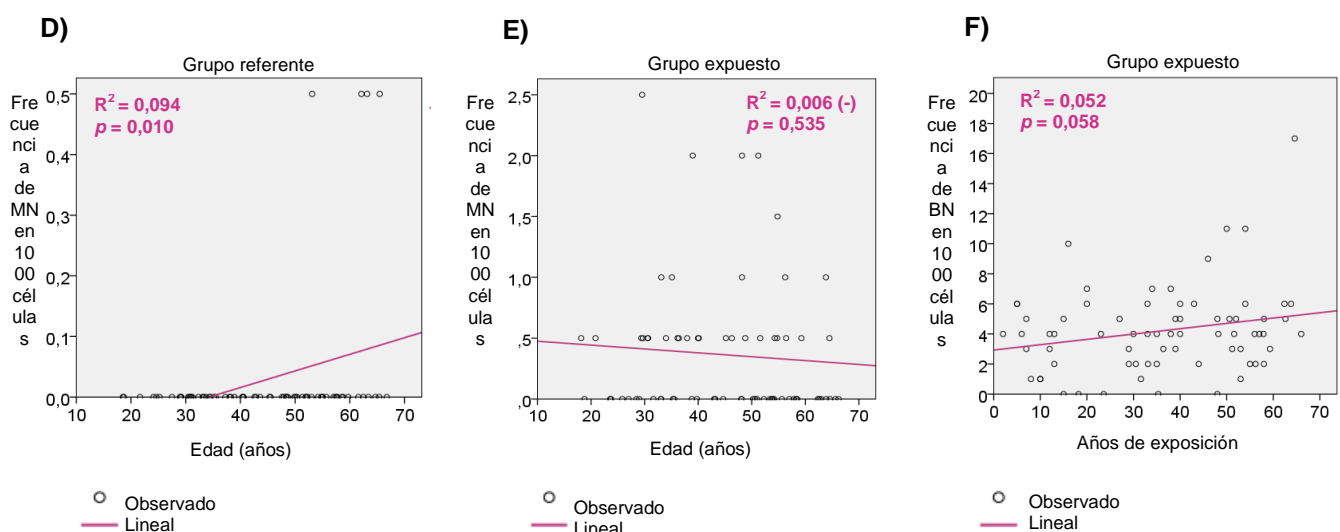 D)
Grupo referente
Fre
cue
nci
a
de
MN
en
10
00
cél
ula
s
0,5
0,4
0,3
0,2
0,1
0,0
R² = 0,094
p = 0,010
10 20 30 40 50 60 70
Edad (años)
Observado
Lineal
E)
Grupo expuesto
Fre
cue
nci
a
de
MN
en
10
00
cél
ula
s
2,5
2,0
1,5
1,0
,5
,0
R² = 0,006 (-)
p = 0,535
10 20 30 40 50 60 70
Edad (años)
Observado
Lineal
F)
Grupo expuesto
Fre
cue
nci
a
de
BN
en
10
00
cél
ula
s
20
18
16
14
12
10
8
6
4
2
0
R² = 0,052
p = 0,058
0 10 20 30 40 50 60 70
Años de exposición
Observado
Lineal